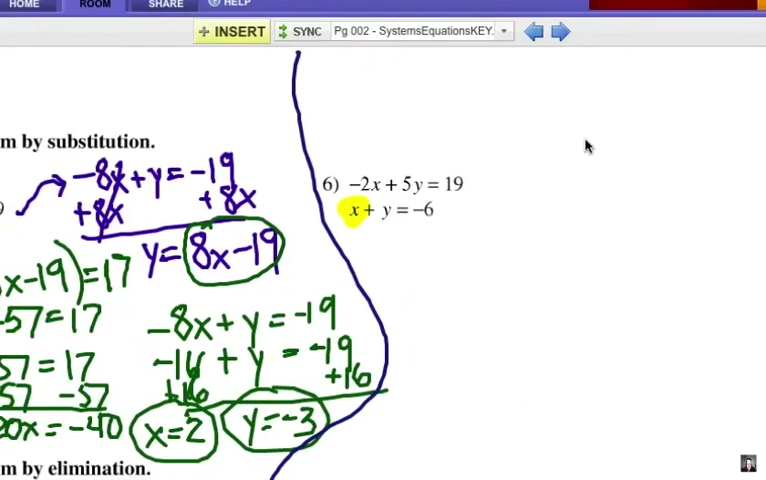 HOME ROOM SHARE HELP
+ INSERT SYNC Pg 002 - SystemsEquationsKEY.
m by substitution.
-8x+y=-19
+8x +8x
y=8x-19
x-19)=17
-57=17
57=17
57 -57
20x=-40
-8x+y=-19
-16+y=-19
+16 +16
x=2 y=-3
6) −2x + 5y = 19
x + y = −6
m by elimination.